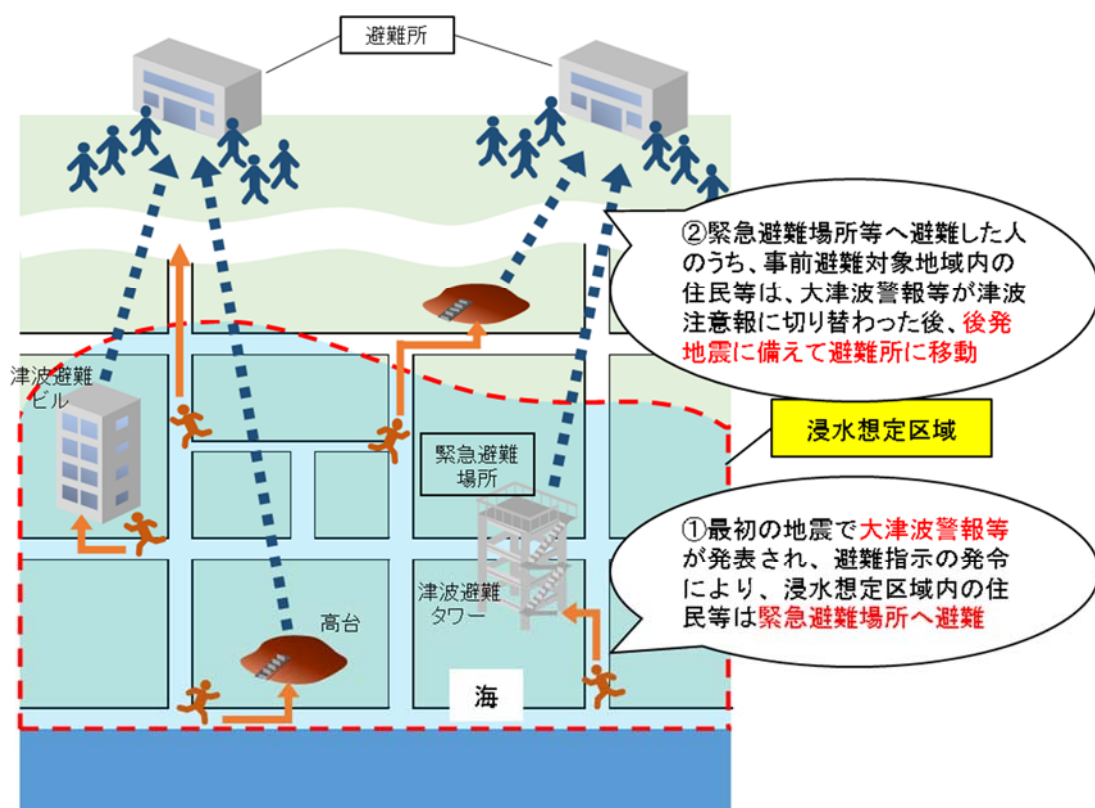 避難所
②緊急避難場所等へ避難した人
のうち、事前避難対象地域内の
住民等は、大津波警報等が津波
注意報に切り替わった後、後発
地震に備えて避難所に移動
津波避難
ビル
浸水想定区域
緊急避難
場所
①最初の地震で大津波警報等
が発表され、避難指示の発令
により、浸水想定区域内の住
民等は緊急避難場所へ避難
津波避難
タワー
高台
海